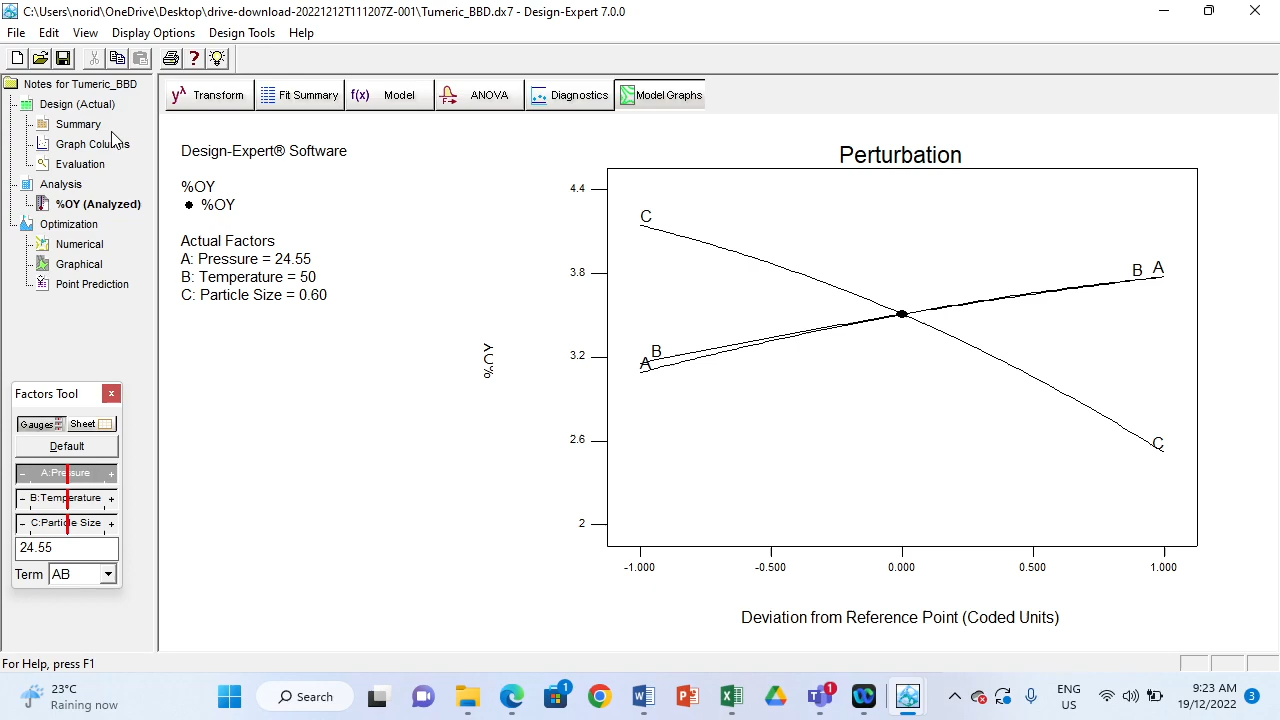 C:\Users\norid\OneDrive\Desktop\drive-download-20221212T111207Z-001\Tumeric_BBD.dx7 - Design-Expert 7.0.0
File Edit View Display Options Design Tools Help
Notes for Tumeric_BBD
Design (Actual)
Summary
Graph Columns
Evaluation
Analysis
%OY (Analyzed)
Optimization
Numerical
Graphical
Point Prediction
yλ Transform Fit Summary f(x) Model ANOVA Diagnostics Model Graphs
Design-Expert® Software
%OY
%OY
Actual Factors
A: Pressure = 24.55
B: Temperature = 50
C: Particle Size = 0.60
Perturbation
4.4
3.8
3.2
2.6
2
%OY
C
B A
B
A
C
-1.000 -0.500 0.000 0.500 1.000
Deviation from Reference Point (Coded Units)
Factors Tool x
Gauges Sheet
Default
- A:Pressure +
- B:Temperature +
- C:Particle Size +
24.55
Term AB
For Help, press F1
23°C
Raining now
Search
1
1
ENG
US
9:23 AM
19/12/2022
3